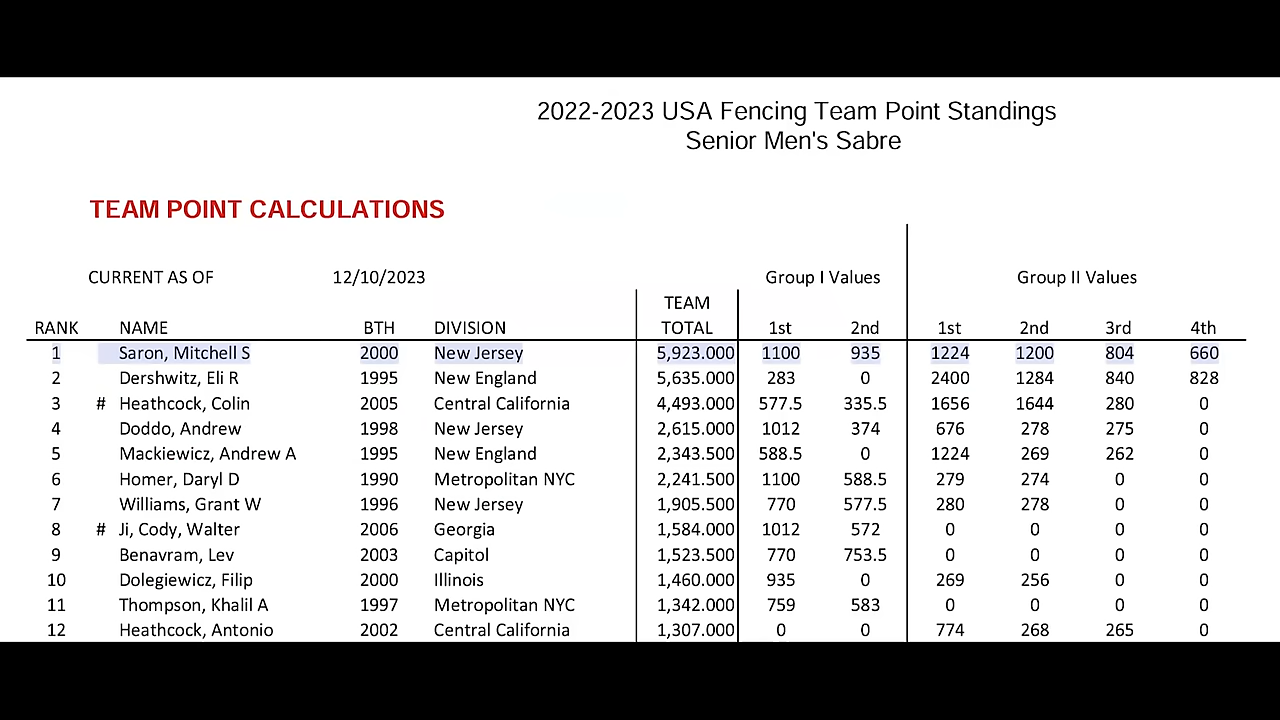 2022-2023 USA Fencing Team Point Standings
Senior Men's Sabre
TEAM POINT CALCULATIONS
CURRENT AS OF 12/10/2023 Group I Values Group II Values
TEAM
RANK NAME BTH DIVISION TOTAL 1st 2nd 1st 2nd 3rd 4th
1 Saron, Mitchell S 2000 New Jersey 5,923.000 1100 935 1224 1200 804 660
2 Dershwitz, Eli R 1995 New England 5,635.000 283 0 2400 1284 840 828
3 # Heathcock, Colin 2005 Central California 4,493.000 577.5 335.5 1656 1644 280 0
4 Doddo, Andrew 1998 New Jersey 2,615.000 1012 374 676 278 275 0
5 Mackiewicz, Andrew A 1995 New England 2,343.500 588.5 0 1224 269 262 0
6 Homer, Daryl D 1990 Metropolitan NYC 2,241.500 1100 588.5 279 274 0 0
7 Williams, Grant W 1996 New Jersey 1,905.500 770 577.5 280 278 0 0
8 # Ji, Cody, Walter 2006 Georgia 1,584.000 1012 572 0 0 0 0
9 Benavram, Lev 2003 Capitol 1,523.500 770 753.5 0 0 0 0
10 Dolegiewicz, Filip 2000 Illinois 1,460.000 935 0 269 256 0 0
11 Thompson, Khalil A 1997 Metropolitan NYC 1,342.000 759 583 0 0 0 0
12 Heathcock, Antonio 2002 Central California 1,307.000 0 0 774 268 265 0